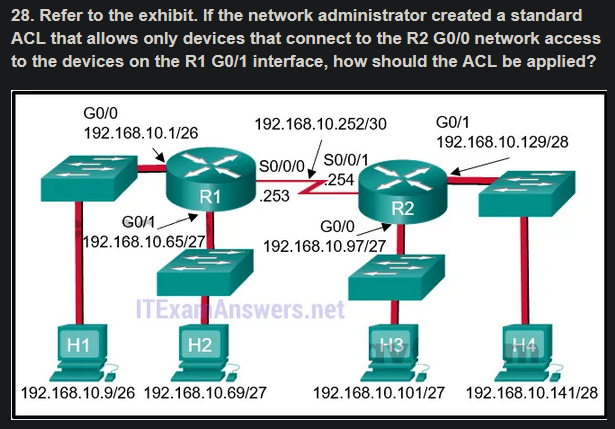 28. Refer to the exhibit. If the network administrator created a standard
ACL that allows only devices that connect to the R2 G0/0 network access
to the devices on the R1 G0/1 interface, how should the ACL be applied?
G0/0
192.168.10.1/26
192.168.10.252/30
G0/1
192.168.10.129/28
S0/0/0
S0/0/1
.254
.253
R1
R2
G0/1
192.168.10.65/27
G0/0
192.168.10.97/27
ITExamAnswers.net
H1
H2
H3
H4
192.168.10.9/26
192.168.10.69/27
192.168.10.101/27
192.168.10.141/28